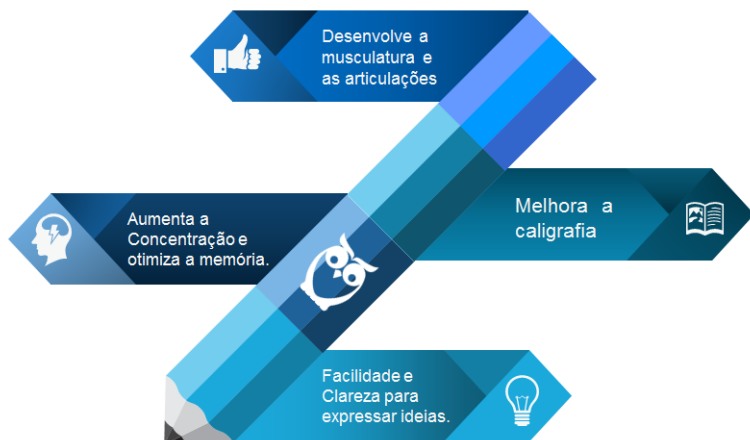 Desenvolve a
musculatura e
as articulações
Aumenta a
Concentração e
otimiza a memória.
Melhora a
caligrafia
Facilidade e
Clareza para
expressar ideias.